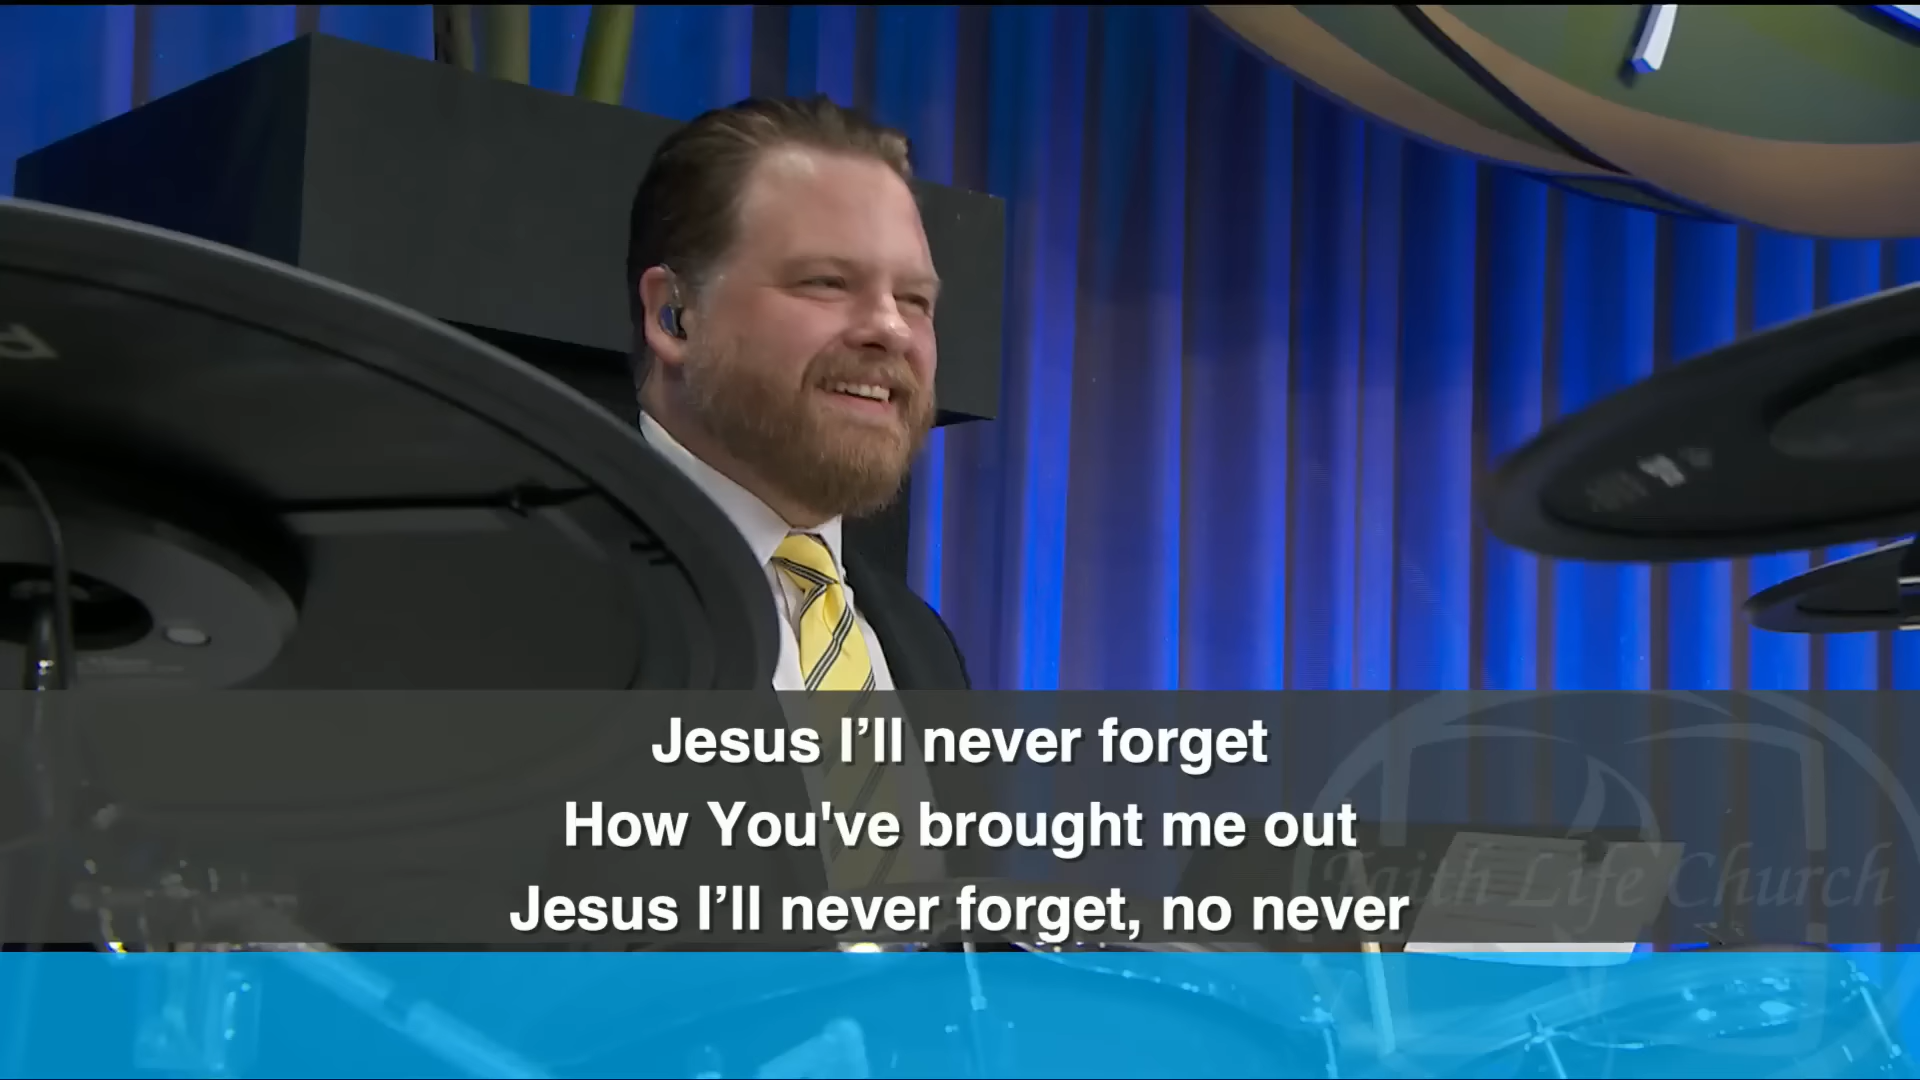 Jesus I’ll never forget
How You've brought me out
Jesus I’ll never forget, no never
Faith Life Church